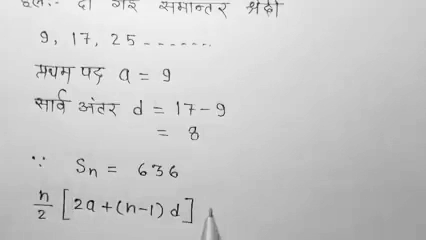 हल:- दी गई समान्तर श्रेढ़ी
9, 17, 25 -------
प्रथम पद a = 9
सार्व अंतर d = 17-9
= 8
∵ Sn = 636
n/2 [2a+(n-1)d]